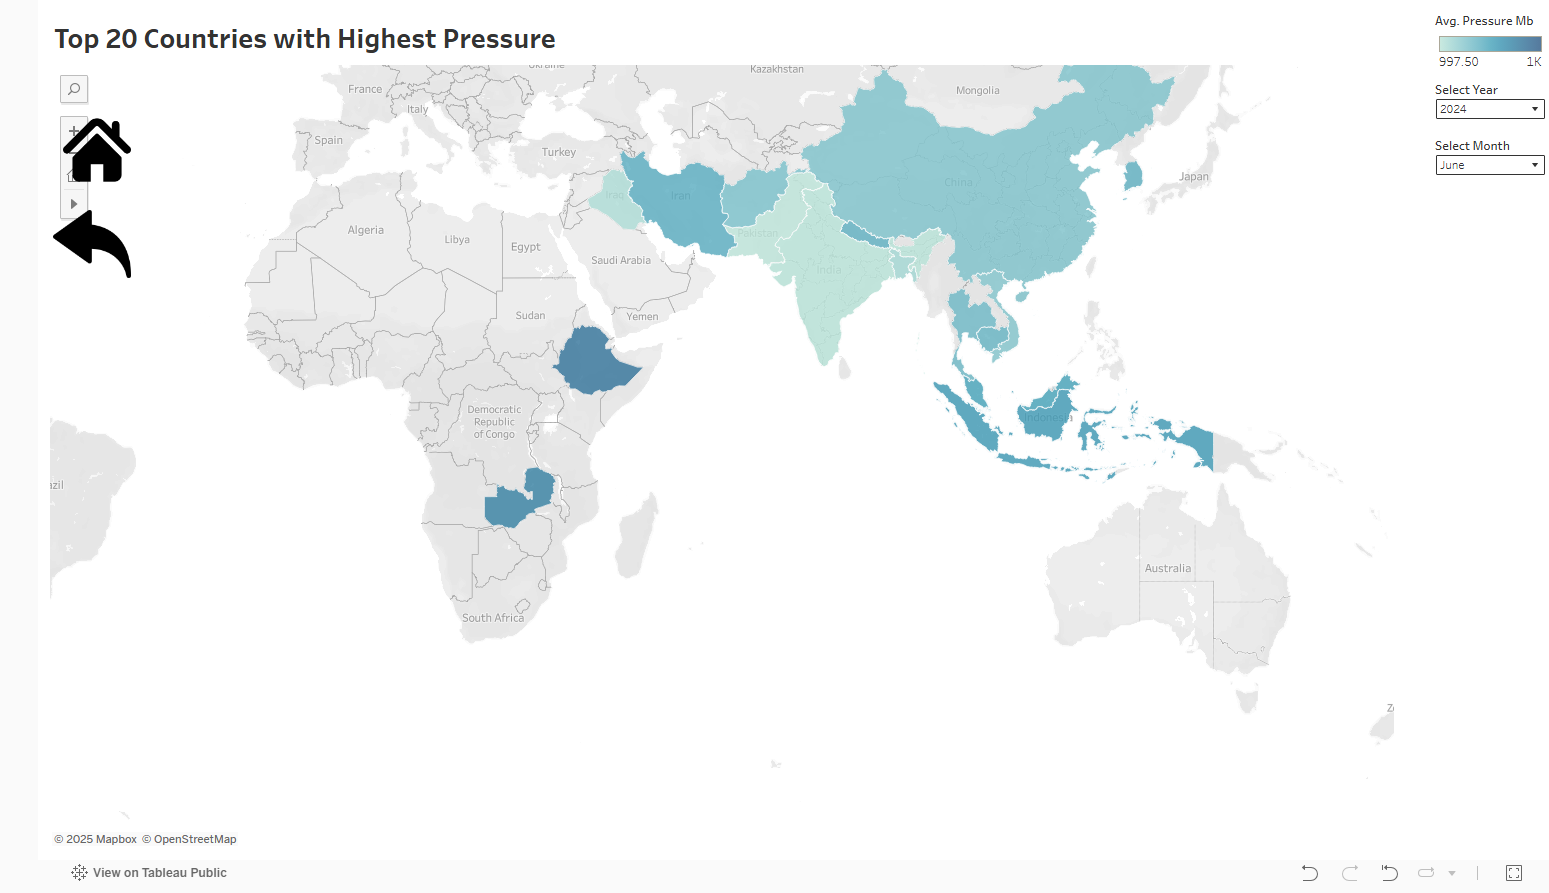 Top 20 Countries with Highest Pressure
Avg. Pressure Mb
997.50 1K
Select Year
2024
Select Month
June
Ukraine
Kazakhstan
France
Mongolia
Italy
Spain
Turkey
Japan
China
Iraq
Iran
Algeria
Libya
Egypt
Pakistan
Saudi Arabia
India
Sudan
Yemen
Democratic
Republic
of Congo
Indonesia
zil
Australia
South Africa
Z
© 2025 Mapbox © OpenStreetMap
View on Tableau Public